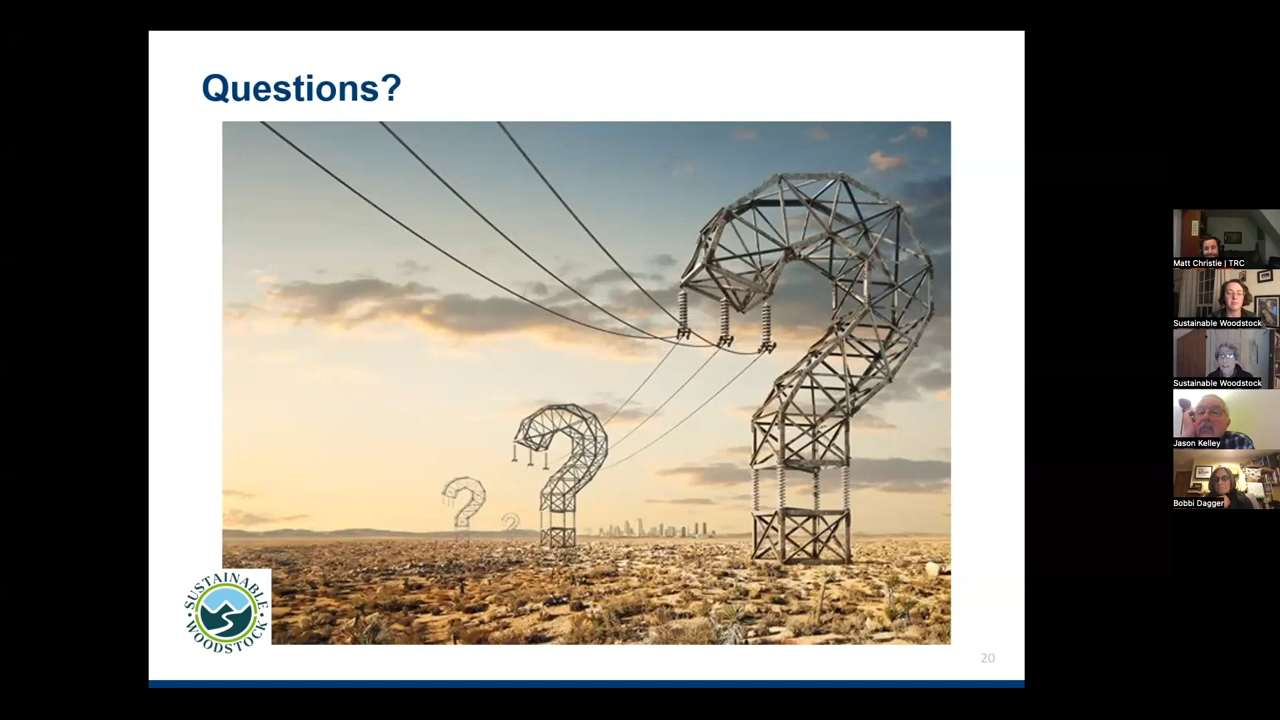 Questions?
SUSTAINABLE
WOODSTOCK
20
Matt Christie | TRC
Sustainable Woodstock
Sustainable Woodstock
Jason Kelley
Bobbi Dagger